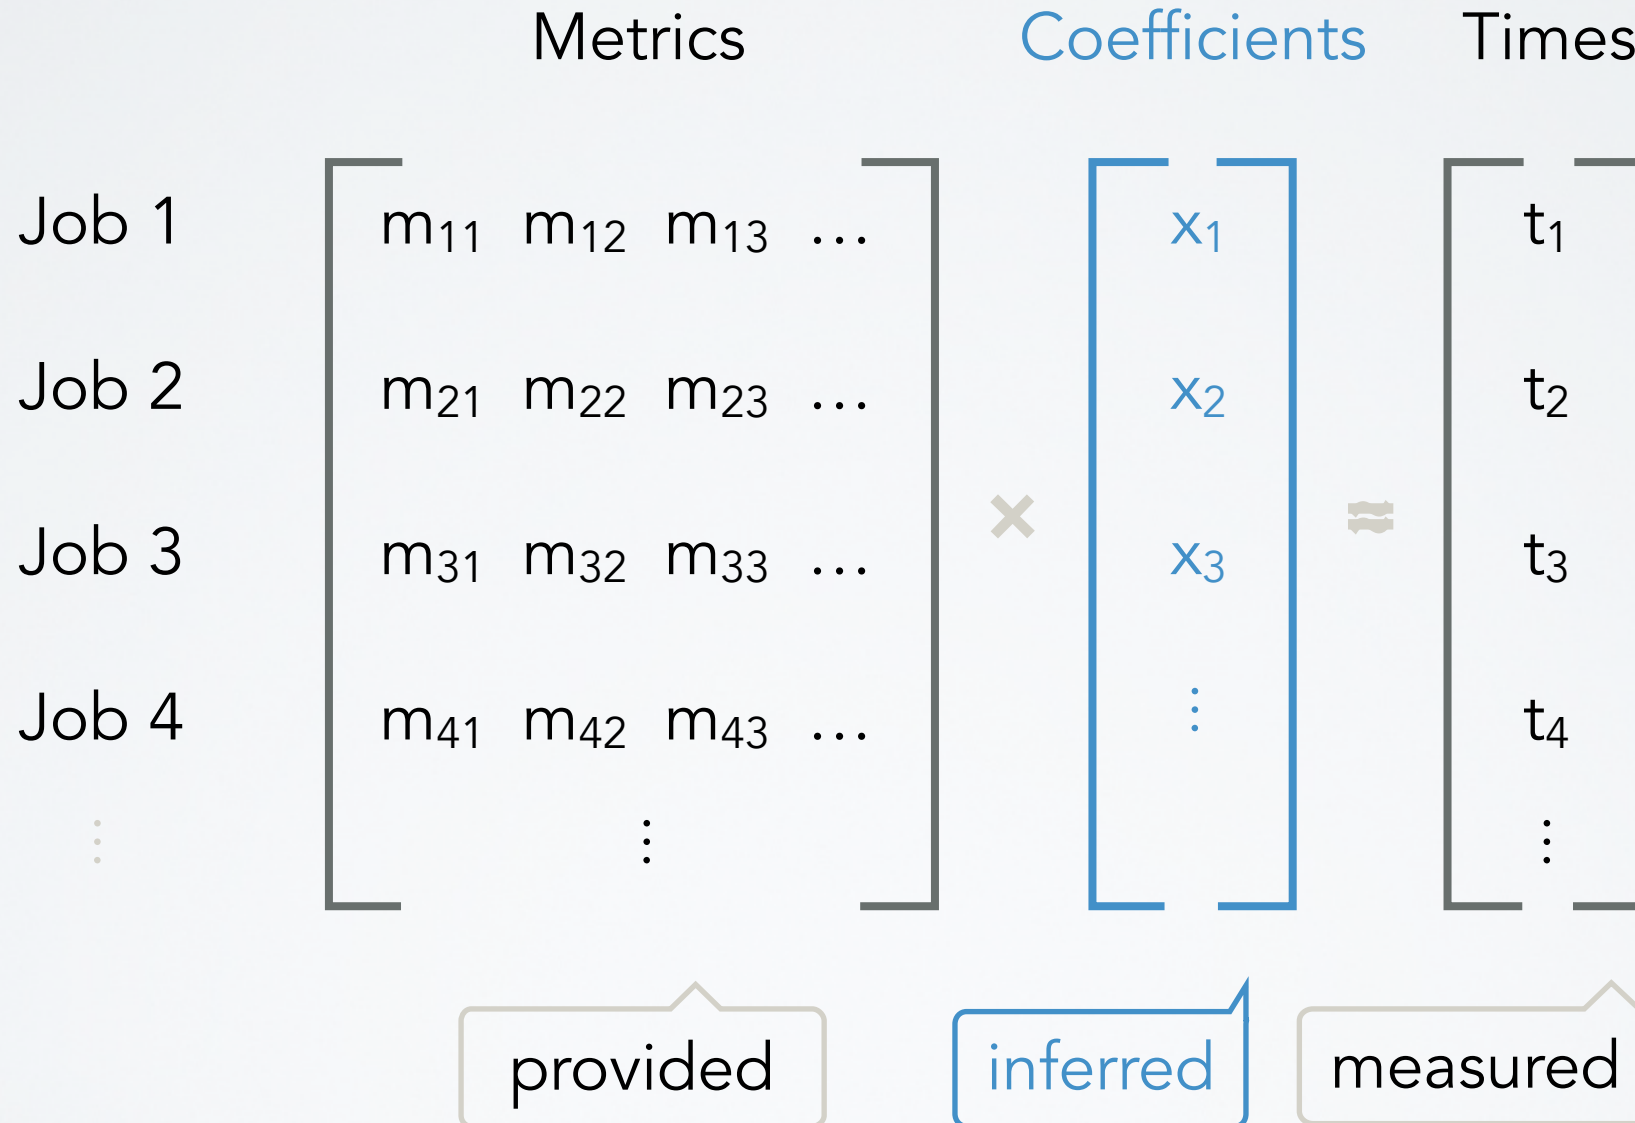 Metrics Coefficients Times
Job 1 m₁₁ m₁₂ m₁₃ … x₁ t₁
Job 2 m₂₁ m₂₂ m₂₃ … x₂ t₂
Job 3 m₃₁ m₃₂ m₃₃ … × x₃ ≈ t₃
Job 4 m₄₁ m₄₂ m₄₃ … ⋮ t₄
⋮ ⋮ ⋮
provided inferred measured